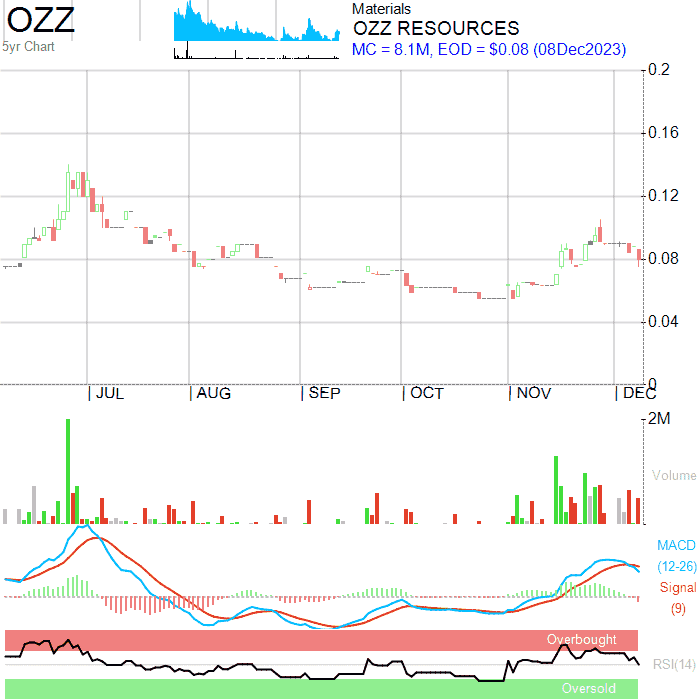 OZZ
5yr Chart
Materials
OZZ RESOURCES
MC = 8.1M, EOD = $0.08 (08Dec2023)
0.2
0.16
0.12
0.08
0.04
0
| JUL | AUG | SEP | OCT | NOV | DEC
2M
Volume
MACD
(12-26)
Signal
(9)
Overbought
RSI(14)
Oversold